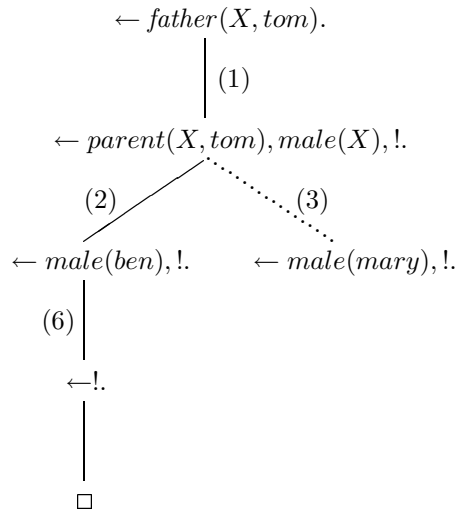 ← father(X, tom).
(1)
← parent(X, tom), male(X), !.
(2) (3)
← male(ben), !. ← male(mary), !.
(6)
←!.
□